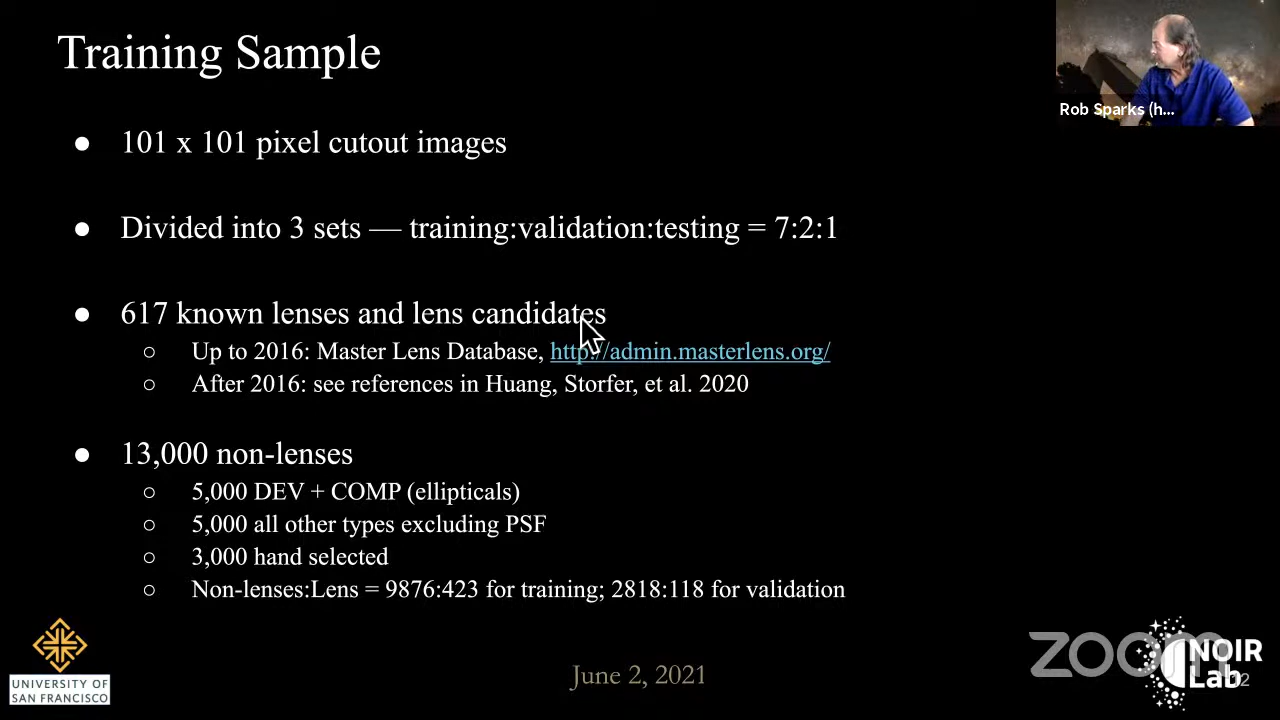 Training Sample
Rob Sparks (h...
● 101 x 101 pixel cutout images
● Divided into 3 sets — training:validation:testing = 7:2:1
● 617 known lenses and lens candidates
○ Up to 2016: Master Lens Database, http://admin.masterlens.org/
○ After 2016: see references in Huang, Storfer, et al. 2020
● 13,000 non-lenses
○ 5,000 DEV + COMP (ellipticals)
○ 5,000 all other types excluding PSF
○ 3,000 hand selected
○ Non-lenses:Lens = 9876:423 for training; 2818:118 for validation
UNIVERSITY OF
SAN FRANCISCO
June 2, 2021
zoom
NOIR
Lab
12